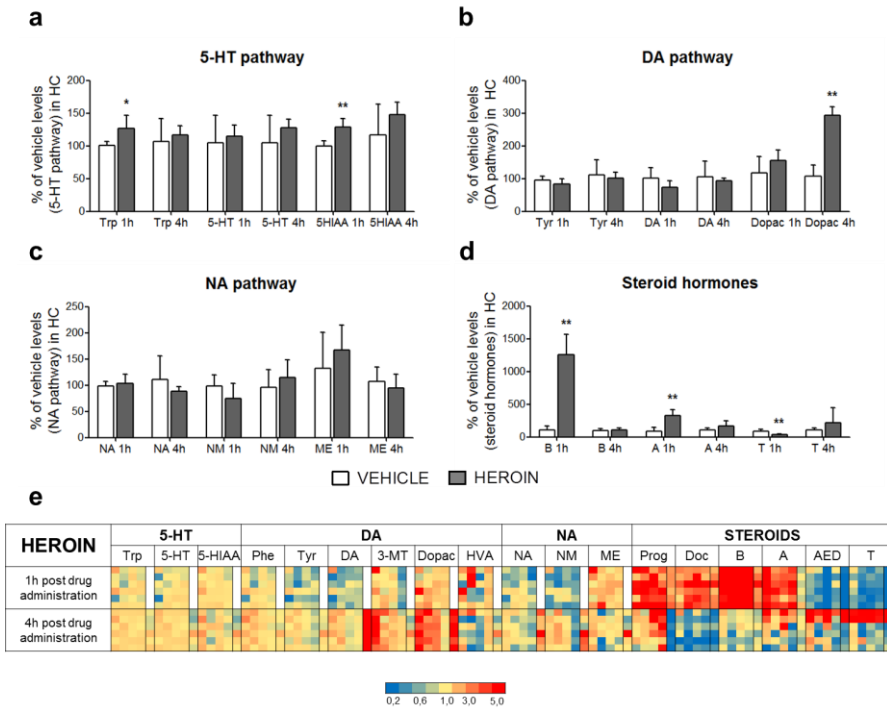 a
5-HT pathway
% of vehicle levels
(5-HT pathway) in HC
200
150
100
50
0
*
**
Trp 1h Trp 4h 5-HT 1h 5-HT 4h 5HIAA 1h 5HIAA 4h
b
DA pathway
% of vehicle levels
(DA pathway) in HC
400
300
200
100
0
**
Tyr 1h Tyr 4h DA 1h DA 4h Dopac 1h Dopac 4h
c
NA pathway
% of vehicle levels
(NA pathway) in HC
250
200
150
100
50
0
NA 1h NA 4h NM 1h NM 4h ME 1h ME 4h
d
Steroid hormones
% of vehicle levels
(steroid hormones) in HC
2000
1500
1000
500
0
**
**
**
B 1h B 4h A 1h A 4h T 1h T 4h
VEHICLE HEROIN
e
HEROIN 5-HT DA NA STEROIDS
Trp 5-HT 5-HIAA Phe Tyr DA 3-MT Dopac HVA NA NM ME Prog Doc B A AED T
1h post drug
administration
4h post drug
administration
0,2 0,6 1,0 3,0 5,0